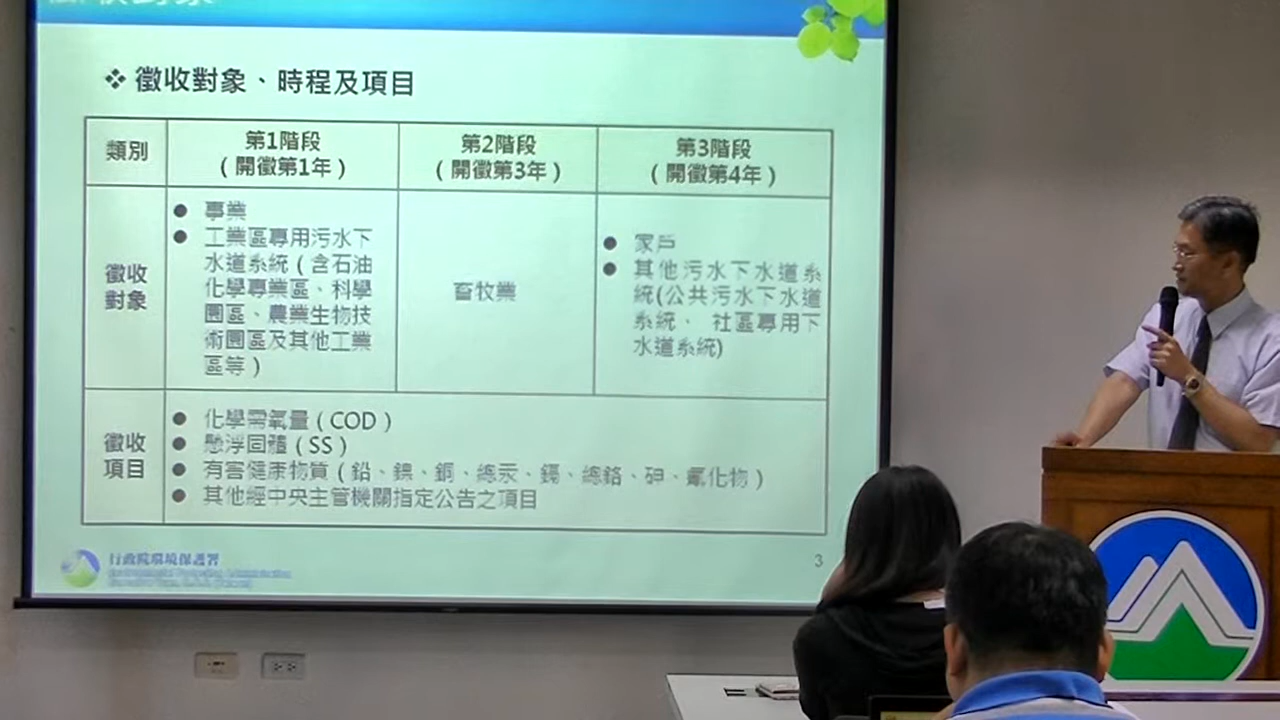 徵收對象
❖ 徵收對象、時程及項目
類別
第1階段
（開徵第1年）
第2階段
（開徵第3年）
第3階段
（開徵第4年）
徵收
對象
● 事業
● 工業區專用污水下
水道系統（含石油
化學專業區、科學
園區、農業生物技
術園區及其他工業
區等）
畜牧業
● 家戶
● 其他污水下水道系
統(公共污水下水道
系統、 社區專用下
水道系統)
徵收
項目
● 化學需氧量（COD）
● 懸浮固體（SS）
● 有害健康物質（鉛、鎳、銅、總汞、鎘、總鉻、砷、氰化物）
● 其他經中央主管機關指定公告之項目
行政院環境保護署
3